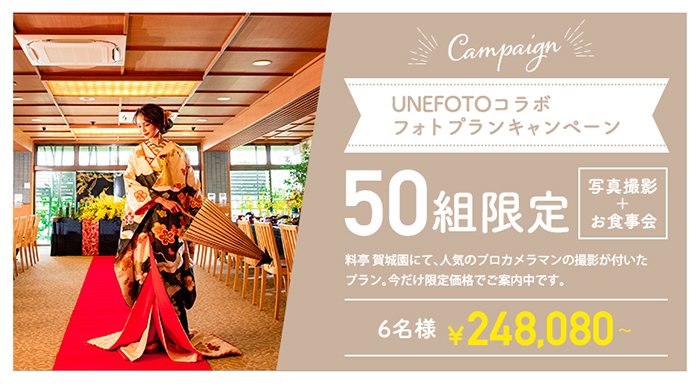 Campaign
UNEFOTOコラボ
フォトプランキャンペーン
50組限定
写真撮影
+
お食事会
料亭 賀城園にて、人気のプロカメラマンの撮影が付いた
プラン。今だけ限定価格でご案内中です。
6名様 ¥248,080~